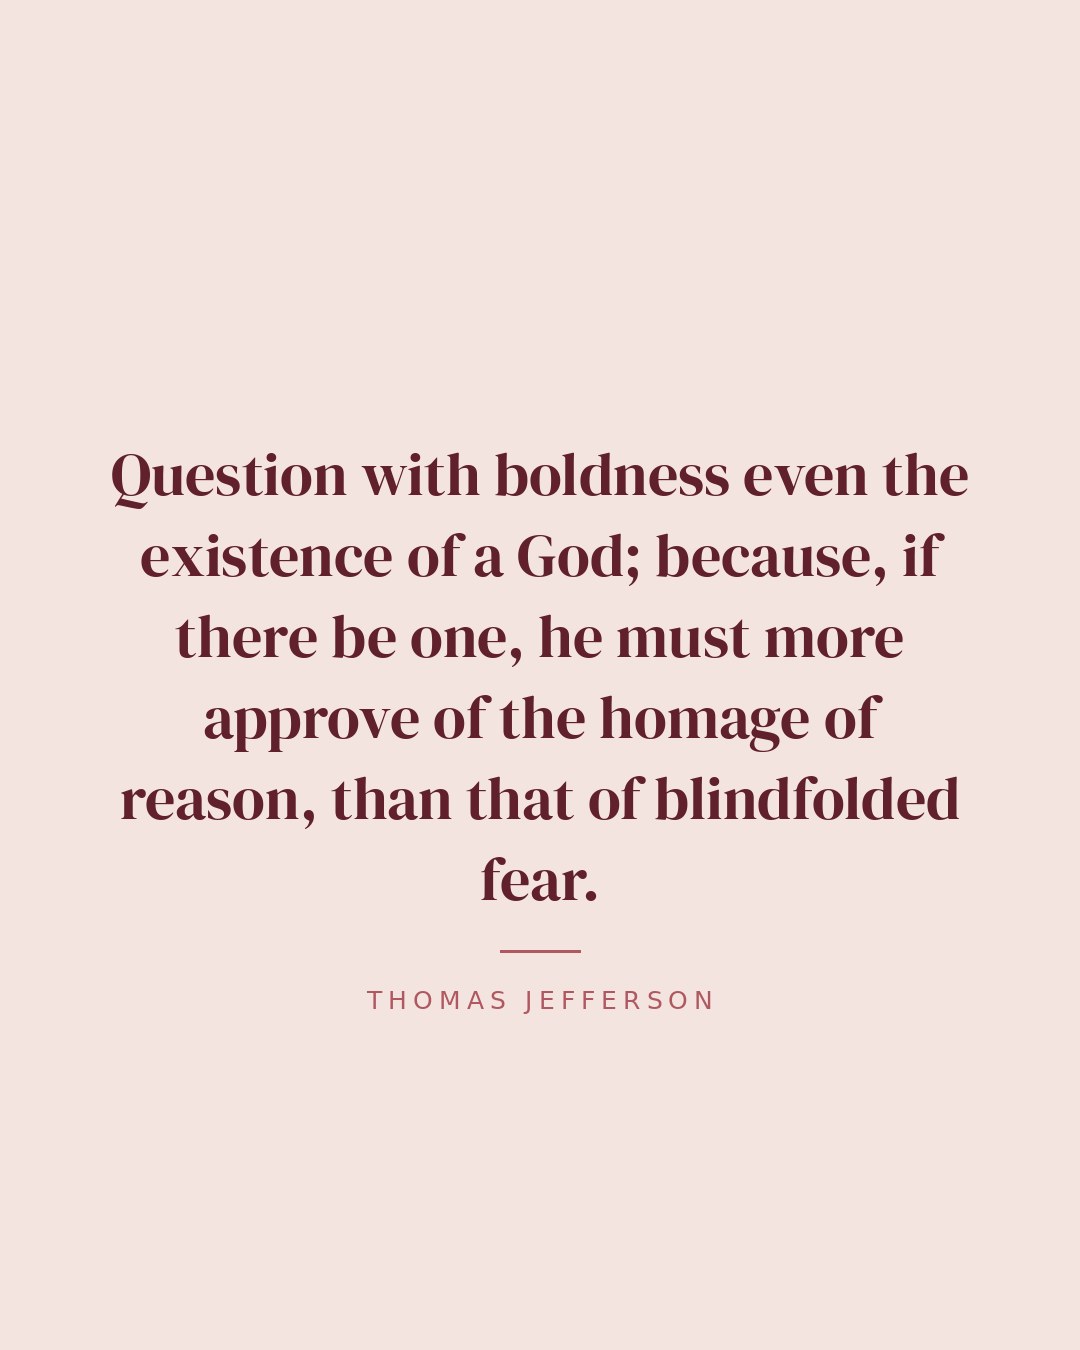 Question with boldness even the
existence of a God; because, if
there be one, he must more
approve of the homage of
reason, than that of blindfolded
fear.
THOMAS JEFFERSON